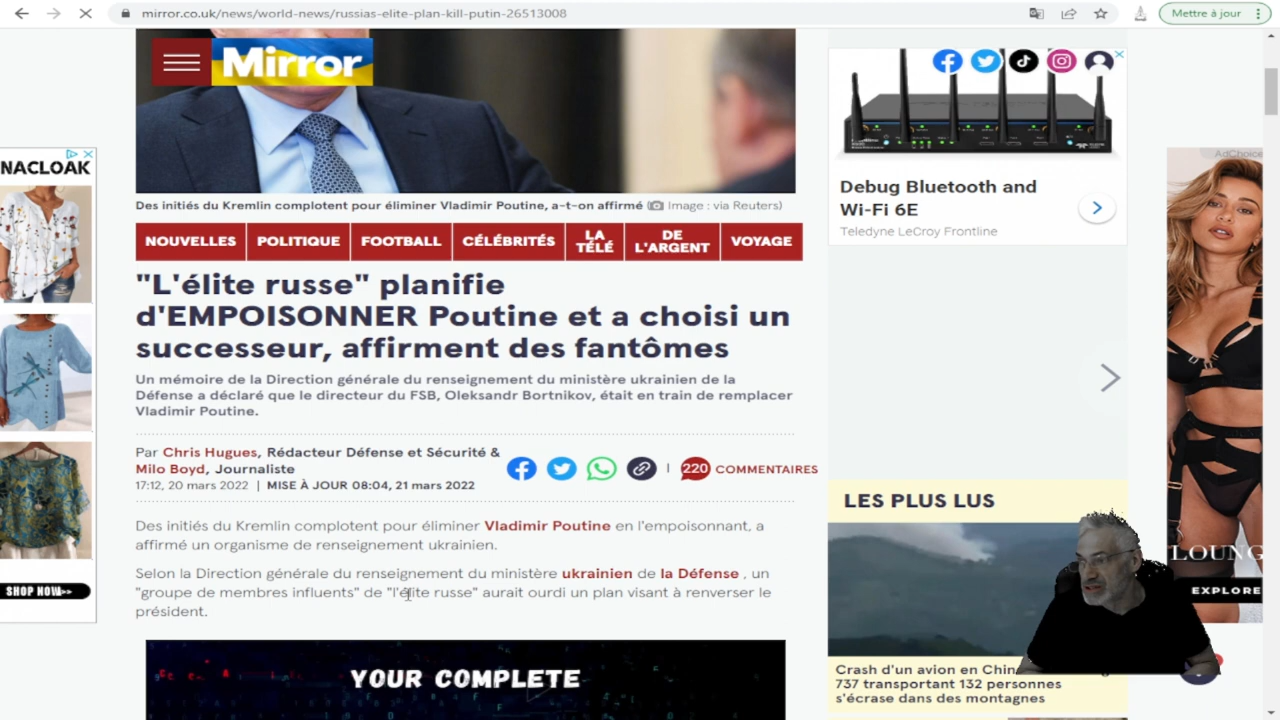 mirror.co.uk/news/world-news/russias-elite-plan-kill-putin-26513008
Mettre à jour
Mirror
Des initiés du Kremlin complotent pour éliminer Vladimir Poutine, a-t-on affirmé ( Image : via Reuters)
NOUVELLES
POLITIQUE
FOOTBALL
CÉLÉBRITÉS
LA
TÉLÉ
DE
L'ARGENT
VOYAGE
"L'élite russe" planifie
d'EMPOISONNER Poutine et a choisi un
successeur, affirment des fantômes
Un mémoire de la Direction générale du renseignement du ministère ukrainien de la
Défense a déclaré que le directeur du FSB, Oleksandr Bortnikov, était en train de remplacer
Vladimir Poutine.
Par Chris Hugues, Rédacteur Défense et Sécurité &
Milo Boyd, Journaliste
17:12, 20 mars 2022 | MISE À JOUR 08:04, 21 mars 2022
220 COMMENTAIRES
Des initiés du Kremlin complotent pour éliminer Vladimir Poutine en l'empoisonnant, a
affirmé un organisme de renseignement ukrainien.
Selon la Direction générale du renseignement du ministère ukrainien de la Défense , un
"groupe de membres influents" de "l'élite russe" aurait ourdi un plan visant à renverser le
président.
YOUR COMPLETE
NACLOAK
SHOP NOW>>
Debug Bluetooth and
Wi-Fi 6E
Teledyne LeCroy Frontline
LES PLUS LUS
Crash d'un avion en Chin
737 transportant 132 personnes
s'écrase dans des montagnes
AdChoice
LOUNG
EXPLORE